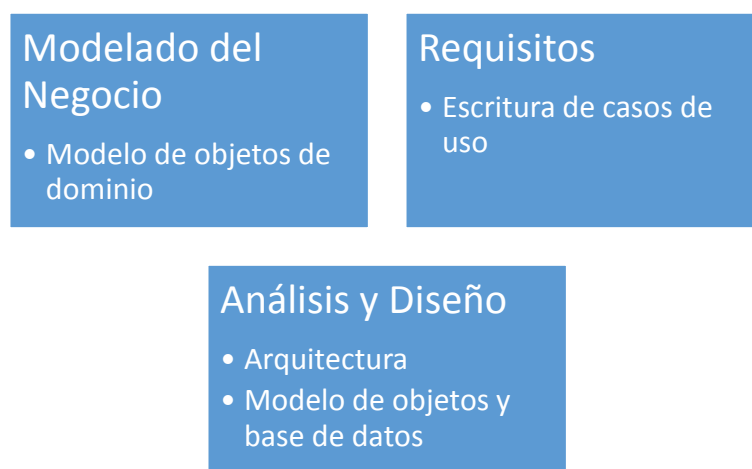 Modelado del
Negocio
• Modelo de objetos de
dominio
Requisitos
• Escritura de casos de
uso
Análisis y Diseño
• Arquitectura
• Modelo de objetos y
base de datos